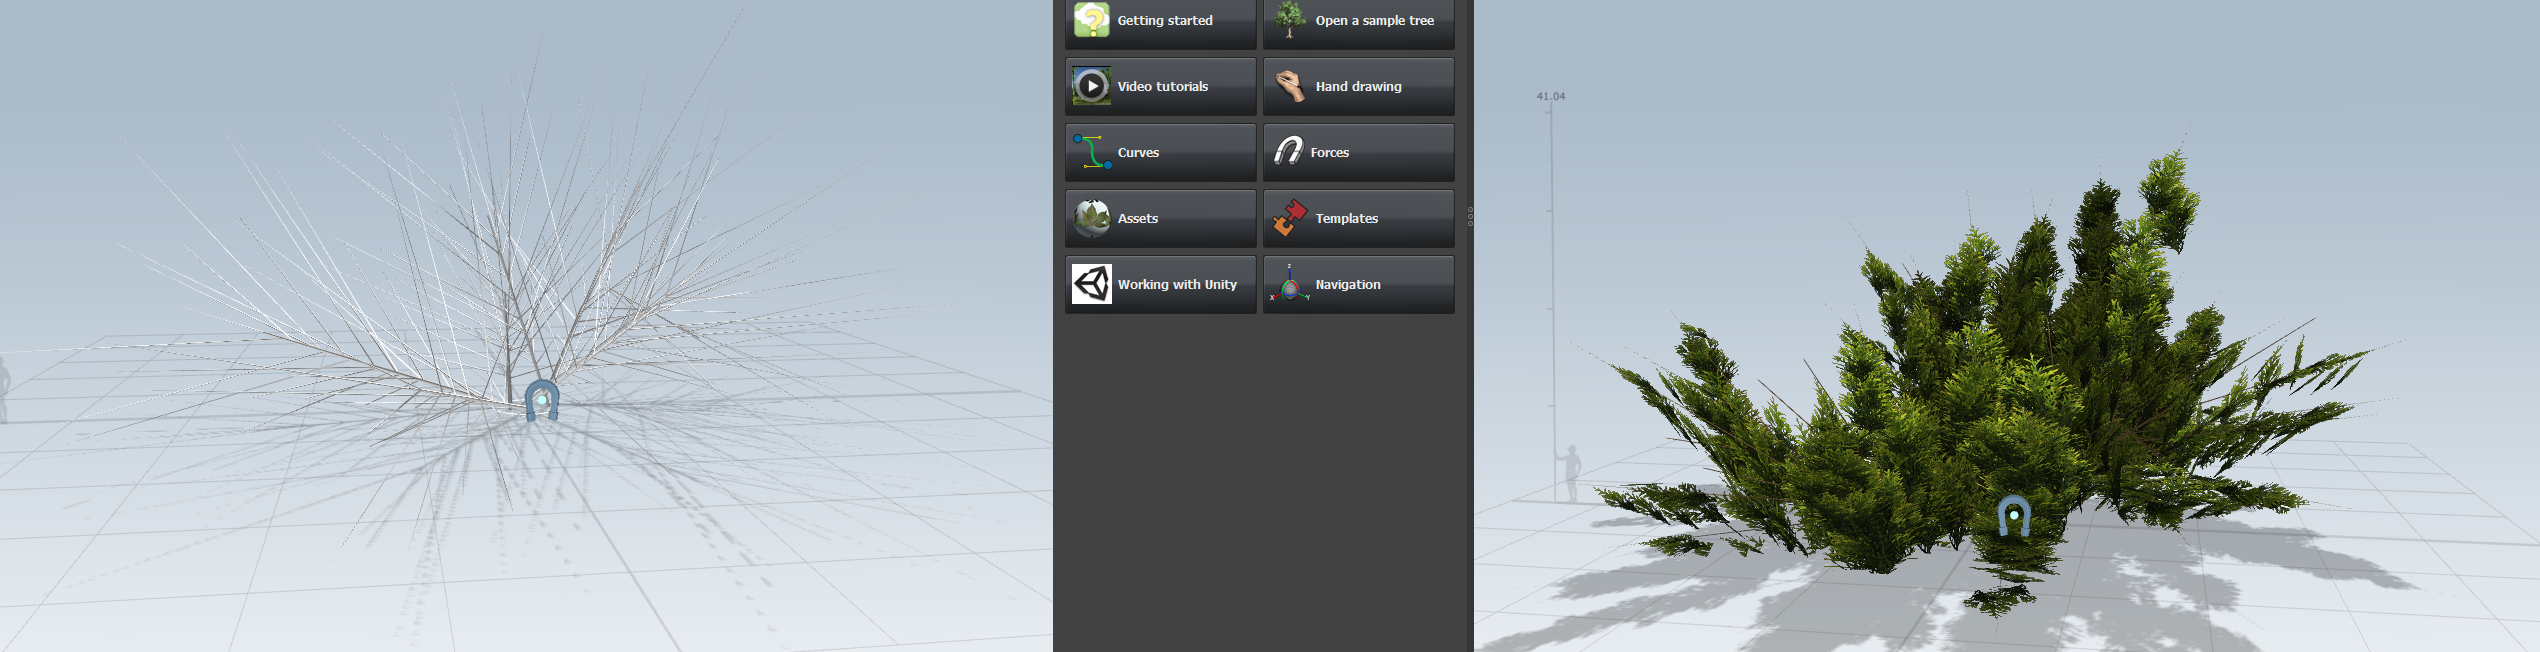 Getting started
Open a sample tree
Video tutorials
Hand drawing
Curves
Forces
Assets
Templates
Working with Unity
Navigation
41.04